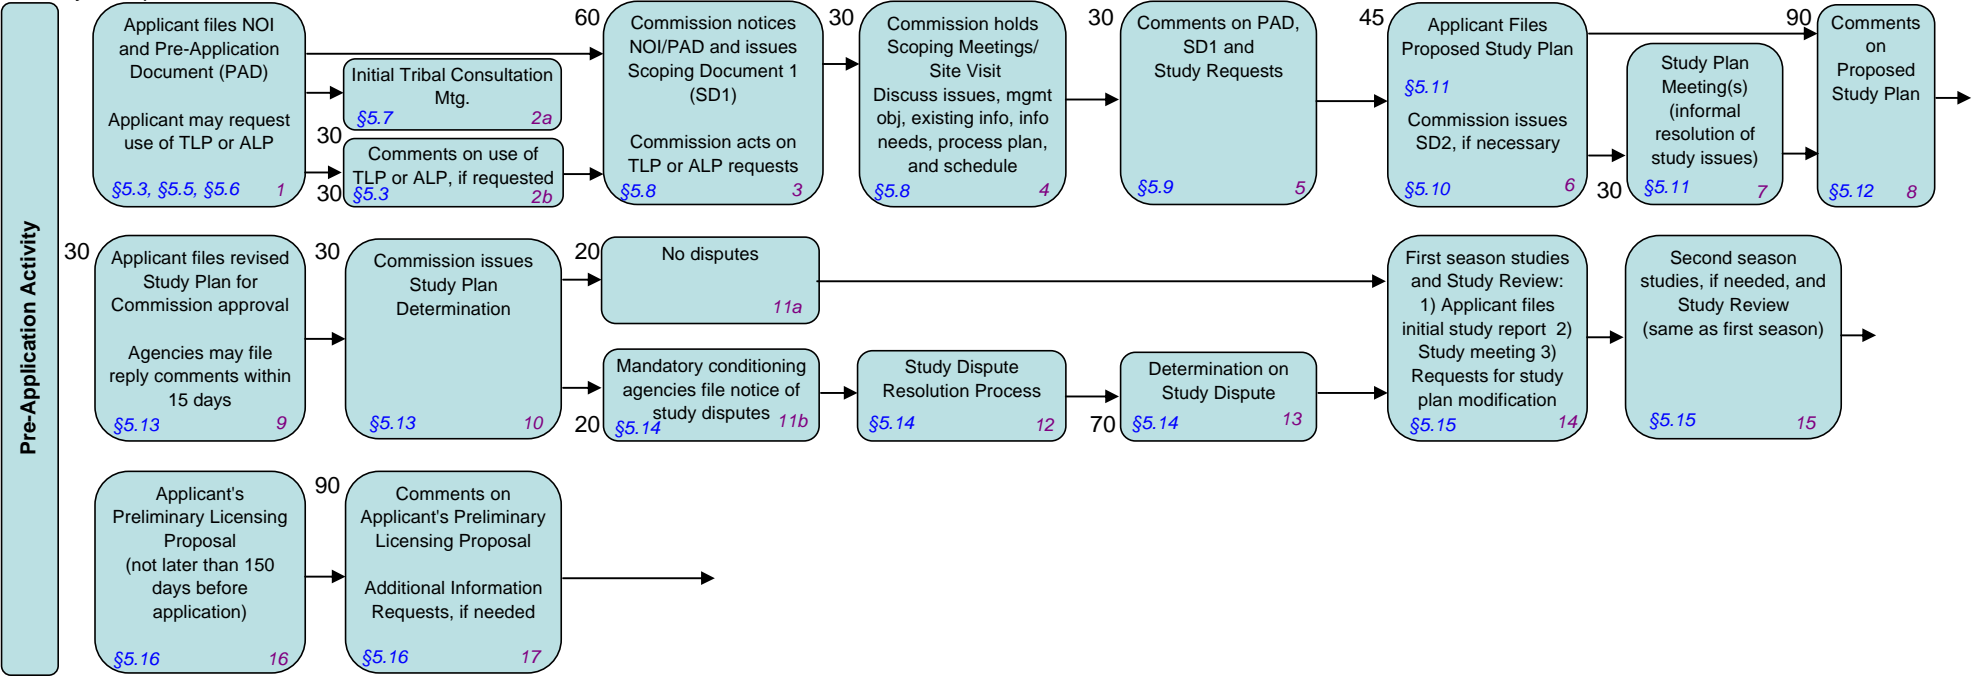 Pre-Application Activity
Applicant files NOI
and Pre-Application
Document (PAD)
Applicant may request
use of TLP or ALP
§5.3, §5.5, §5.6
1
Initial Tribal Consultation
Mtg.
§5.7
2a
30
Comments on use of
TLP or ALP, if requested
30
§5.3
2b
60
Commission notices
NOI/PAD and issues
Scoping Document 1
(SD1)
Commission acts on
TLP or ALP requests
§5.8
3
30
Commission holds
Scoping Meetings/
Site Visit
Discuss issues, mgmt
obj, existing info, info
needs, process plan,
and schedule
§5.8
4
30
Comments on PAD,
SD1 and
Study Requests
§5.9
5
45
Applicant Files
Proposed Study Plan
§5.11
Commission issues
SD2, if necessary
§5.10
6
Study Plan
Meeting(s)
(informal
resolution of
study issues)
30
§5.11
7
90
Comments
on
Proposed
Study Plan
§5.12
8
30
Applicant files revised
Study Plan for
Commission approval
Agencies may file
reply comments within
15 days
§5.13
9
30
Commission issues
Study Plan
Determination
§5.13
10
20
No disputes
11a
Mandatory conditioning
agencies file notice of
study disputes
20
§5.14
11b
Study Dispute
Resolution Process
§5.14
12
Determination on
Study Dispute
70
§5.14
13
First season studies
and Study Review:
1) Applicant files
initial study report 2)
Study meeting 3)
Requests for study
plan modification
§5.15
14
Second season
studies, if needed, and
Study Review
(same as first season)
§5.15
15
Applicant's
Preliminary Licensing
Proposal
(not later than 150
days before
application)
§5.16
16
90
Comments on
Applicant's Preliminary
Licensing Proposal
Additional Information
Requests, if needed
§5.16
17